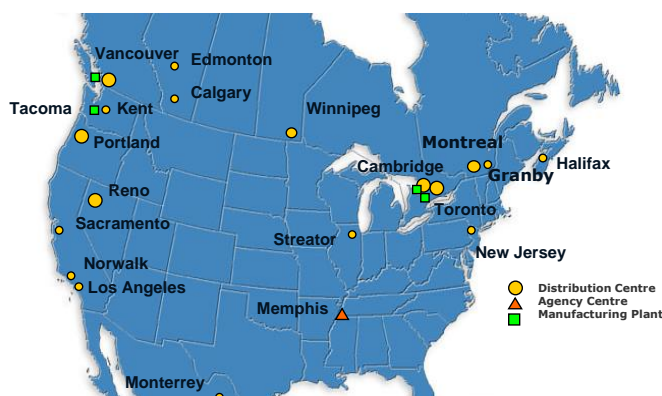 Vancouver
Edmonton
Calgary
Winnipeg
Tacoma
Kent
Portland
Montreal
Cambridge
Halifax
Granby
Reno
Toronto
Sacramento
Streator
New Jersey
Norwalk
Los Angeles
Distribution Centre
Agency Centre
Memphis
Manufacturing Plant
Monterrey